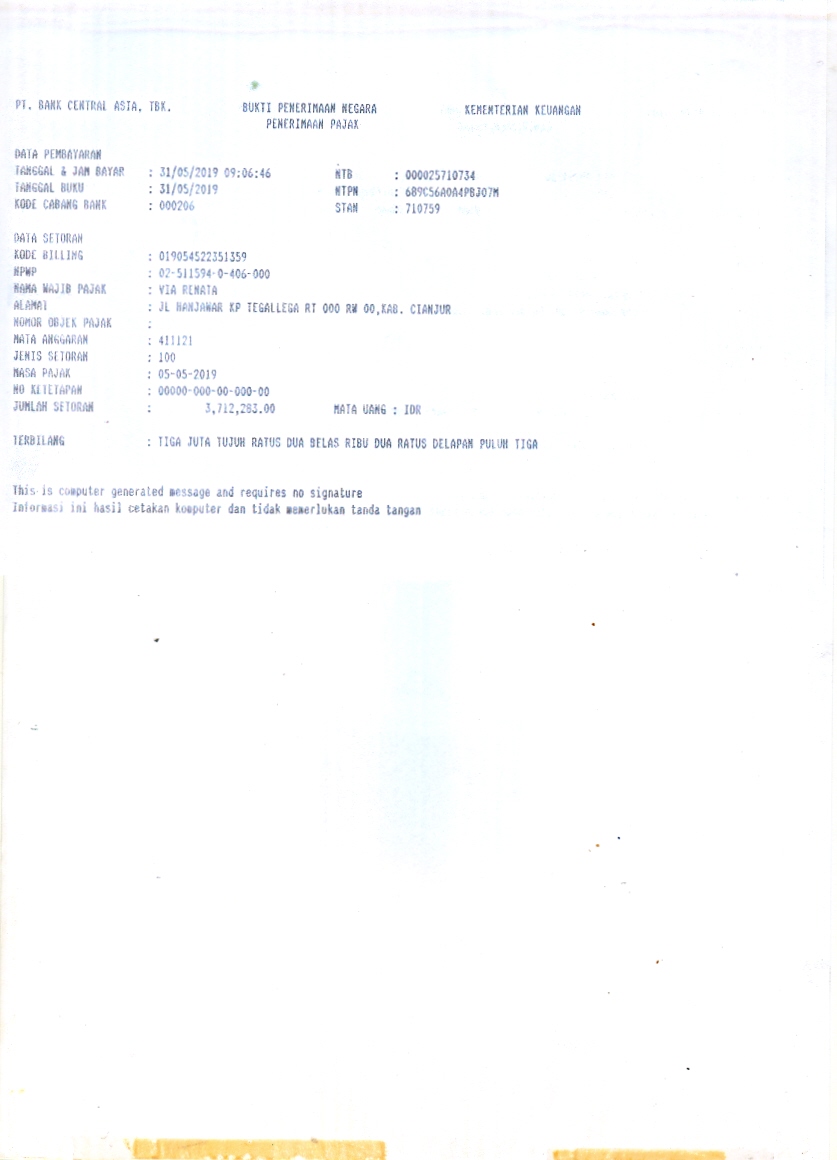 PT. BANK CENTRAL ASIA, TBK. BUKTI PENERIMAAN NEGARA KEMENTERIAN KEUANGAN
PENERIMAAN PAJAK
DATA PEMBAYARAN
TANGGAL & JAM BAYAR : 31/05/2019 09:06:46 NTB : 000025710734
TANGGAL BUKU : 31/05/2019 NTPN : 689C56A0A4PBJ07M
KODE CABANG BANK : 000206 STAN : 710759
DATA SETORAN
KODE BILLING : 019054522351359
NPWP : 02-511594-0-406-000
NAMA WAJIB PAJAK : VIA RENATA
ALAMAT : JL HANJAWAR KP TEGALLEGA RT 000 RW 00,KAB. CIANJUR
NOMOR OBJEK PAJAK :
MATA ANGGARAN : 411121
JENIS SETORAN : 100
MASA PAJAK : 05-05-2019
NO KETETAPAN : 00000-000-00-000-00
JUMLAH SETORAN : 3,712,283.00 MATA UANG : IDR
TERBILANG : TIGA JUTA TUJUH RATUS DUA BELAS RIBU DUA RATUS DELAPAN PULUH TIGA
This is computer generated message and requires no signature
Informasi ini hasil cetakan komputer dan tidak memerlukan tanda tangan